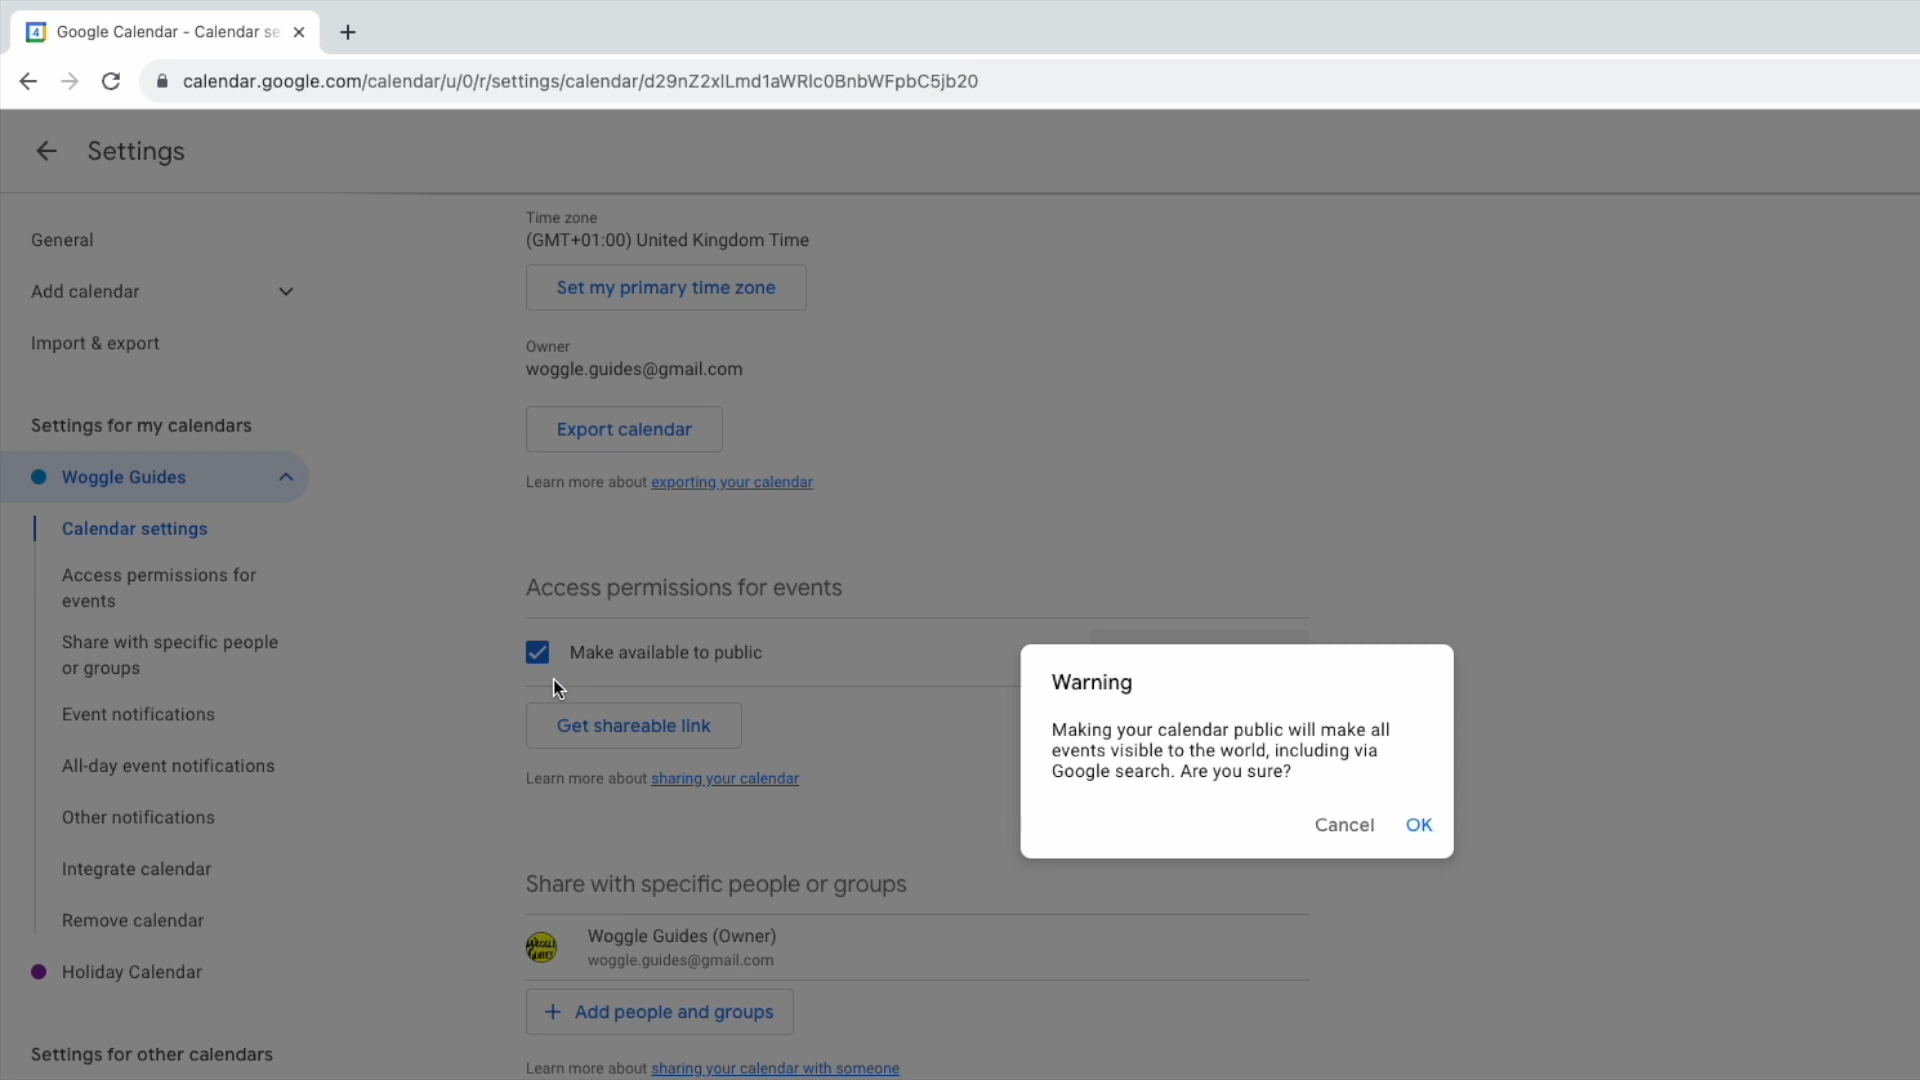 4
Google Calendar - Calendar se
calendar.google.com/calendar/u/0/r/settings/calendar/d29nZ2xlLmd1aWRlc0BnbWFpbC5jb20
Settings
General
Add calendar
Import & export
Settings for my calendars
Woggle Guides
Calendar settings
Access permissions for
events
Share with specific people
or groups
Event notifications
All-day event notifications
Other notifications
Integrate calendar
Remove calendar
Holiday Calendar
Settings for other calendars
Time zone
(GMT+01:00) United Kingdom Time
Set my primary time zone
Owner
woggle.guides@gmail.com
Export calendar
Learn more about exporting your calendar
Access permissions for events
Make available to public
Get shareable link
Learn more about sharing your calendar
Share with specific people or groups
WOGGLE
GUIDES
Woggle Guides (Owner)
woggle.guides@gmail.com
+ Add people and groups
Learn more about sharing your calendar with someone
Warning
Making your calendar public will make all
events visible to the world, including via
Google search. Are you sure?
Cancel OK